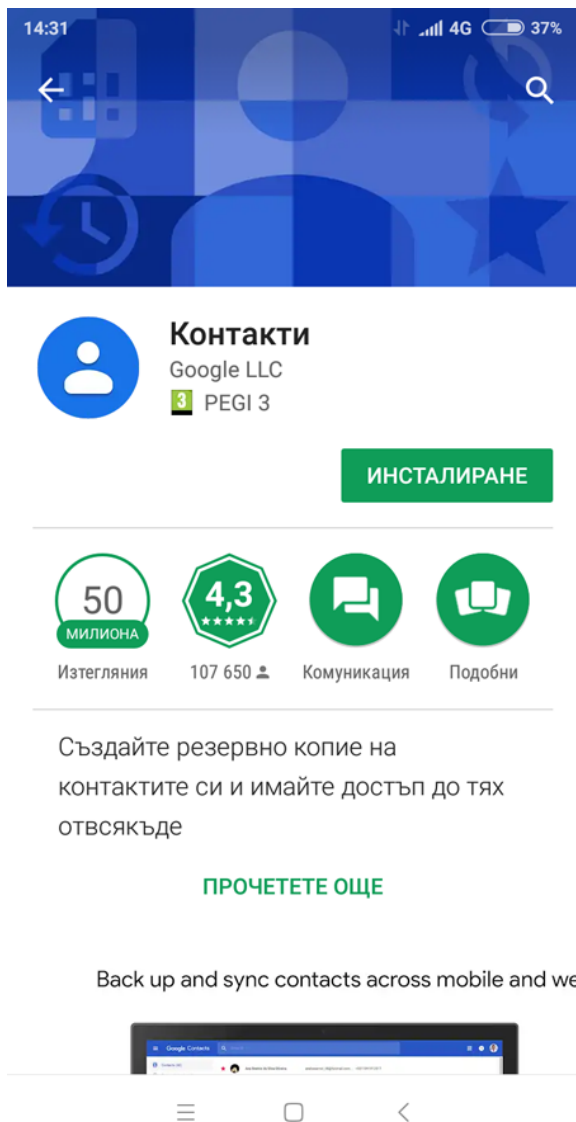 14:31 4G 37%
Контакти
Google LLC
3 PEGI 3
ИНСТАЛИРАНЕ
50 4,3
МИЛИОНА
Изтегляния 107 650 Комуникация Подобни
Създайте резервно копие на
контактите си и имайте достъп до тях
отвсякъде
ПРОЧЕТЕТЕ ОЩЕ
Back up and sync contacts across mobile and we
Google Contacts